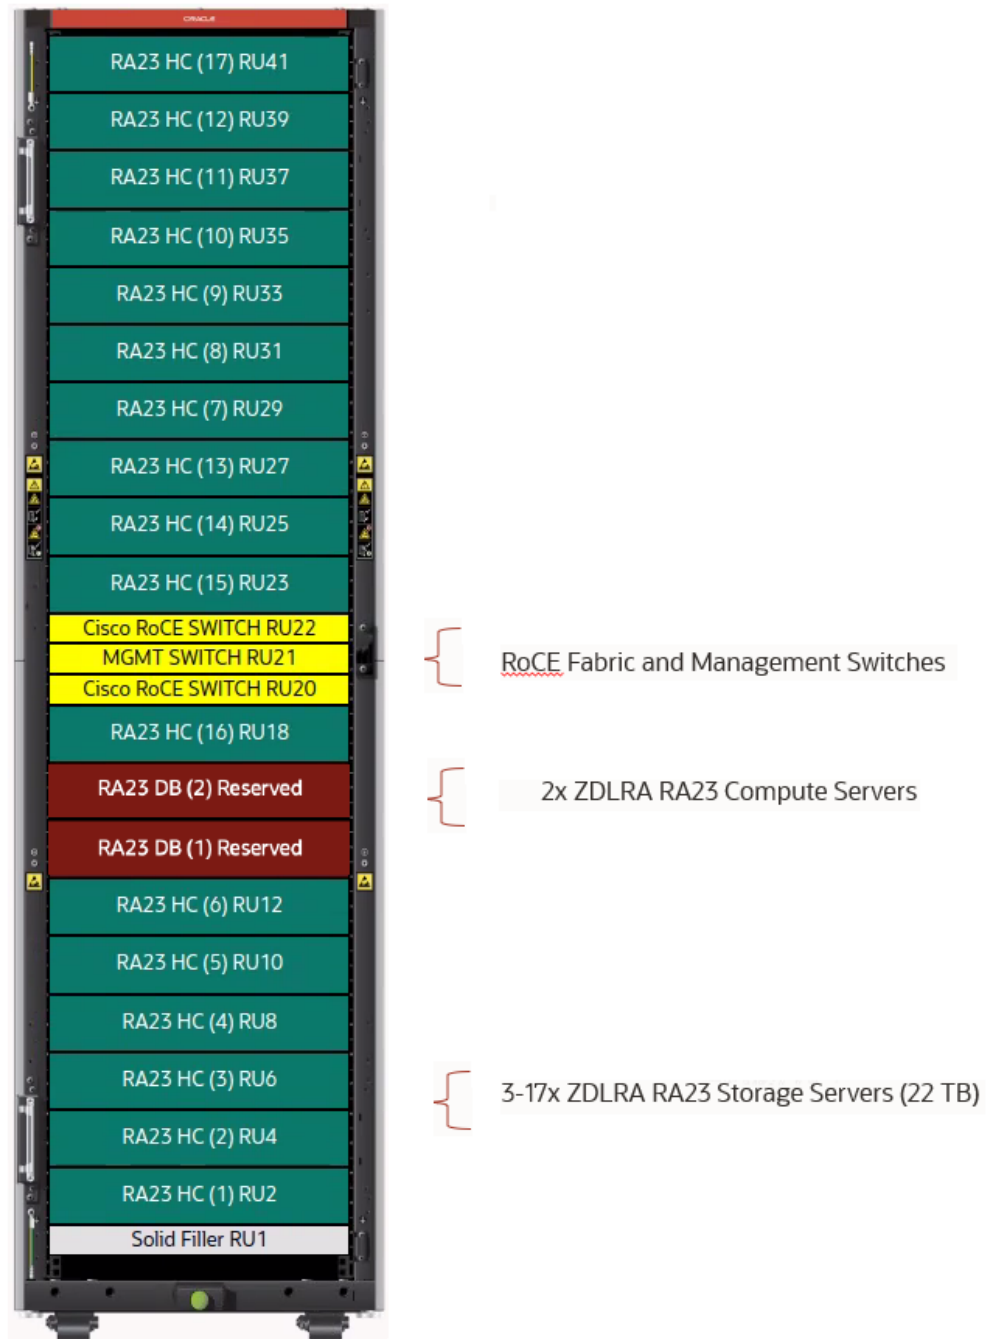 ORACLE
RA23 HC (17) RU41
RA23 HC (12) RU39
RA23 HC (11) RU37
RA23 HC (10) RU35
RA23 HC (9) RU33
RA23 HC (8) RU31
RA23 HC (7) RU29
RA23 HC (13) RU27
RA23 HC (14) RU25
RA23 HC (15) RU23
Cisco RoCE SWITCH RU22
MGMT SWITCH RU21
Cisco RoCE SWITCH RU20
RoCE Fabric and Management Switches
RA23 HC (16) RU18
RA23 DB (2) Reserved
2x ZDLRA RA23 Compute Servers
RA23 DB (1) Reserved
RA23 HC (6) RU12
RA23 HC (5) RU10
RA23 HC (4) RU8
RA23 HC (3) RU6
3-17x ZDLRA RA23 Storage Servers (22 TB)
RA23 HC (2) RU4
RA23 HC (1) RU2
Solid Filler RU1